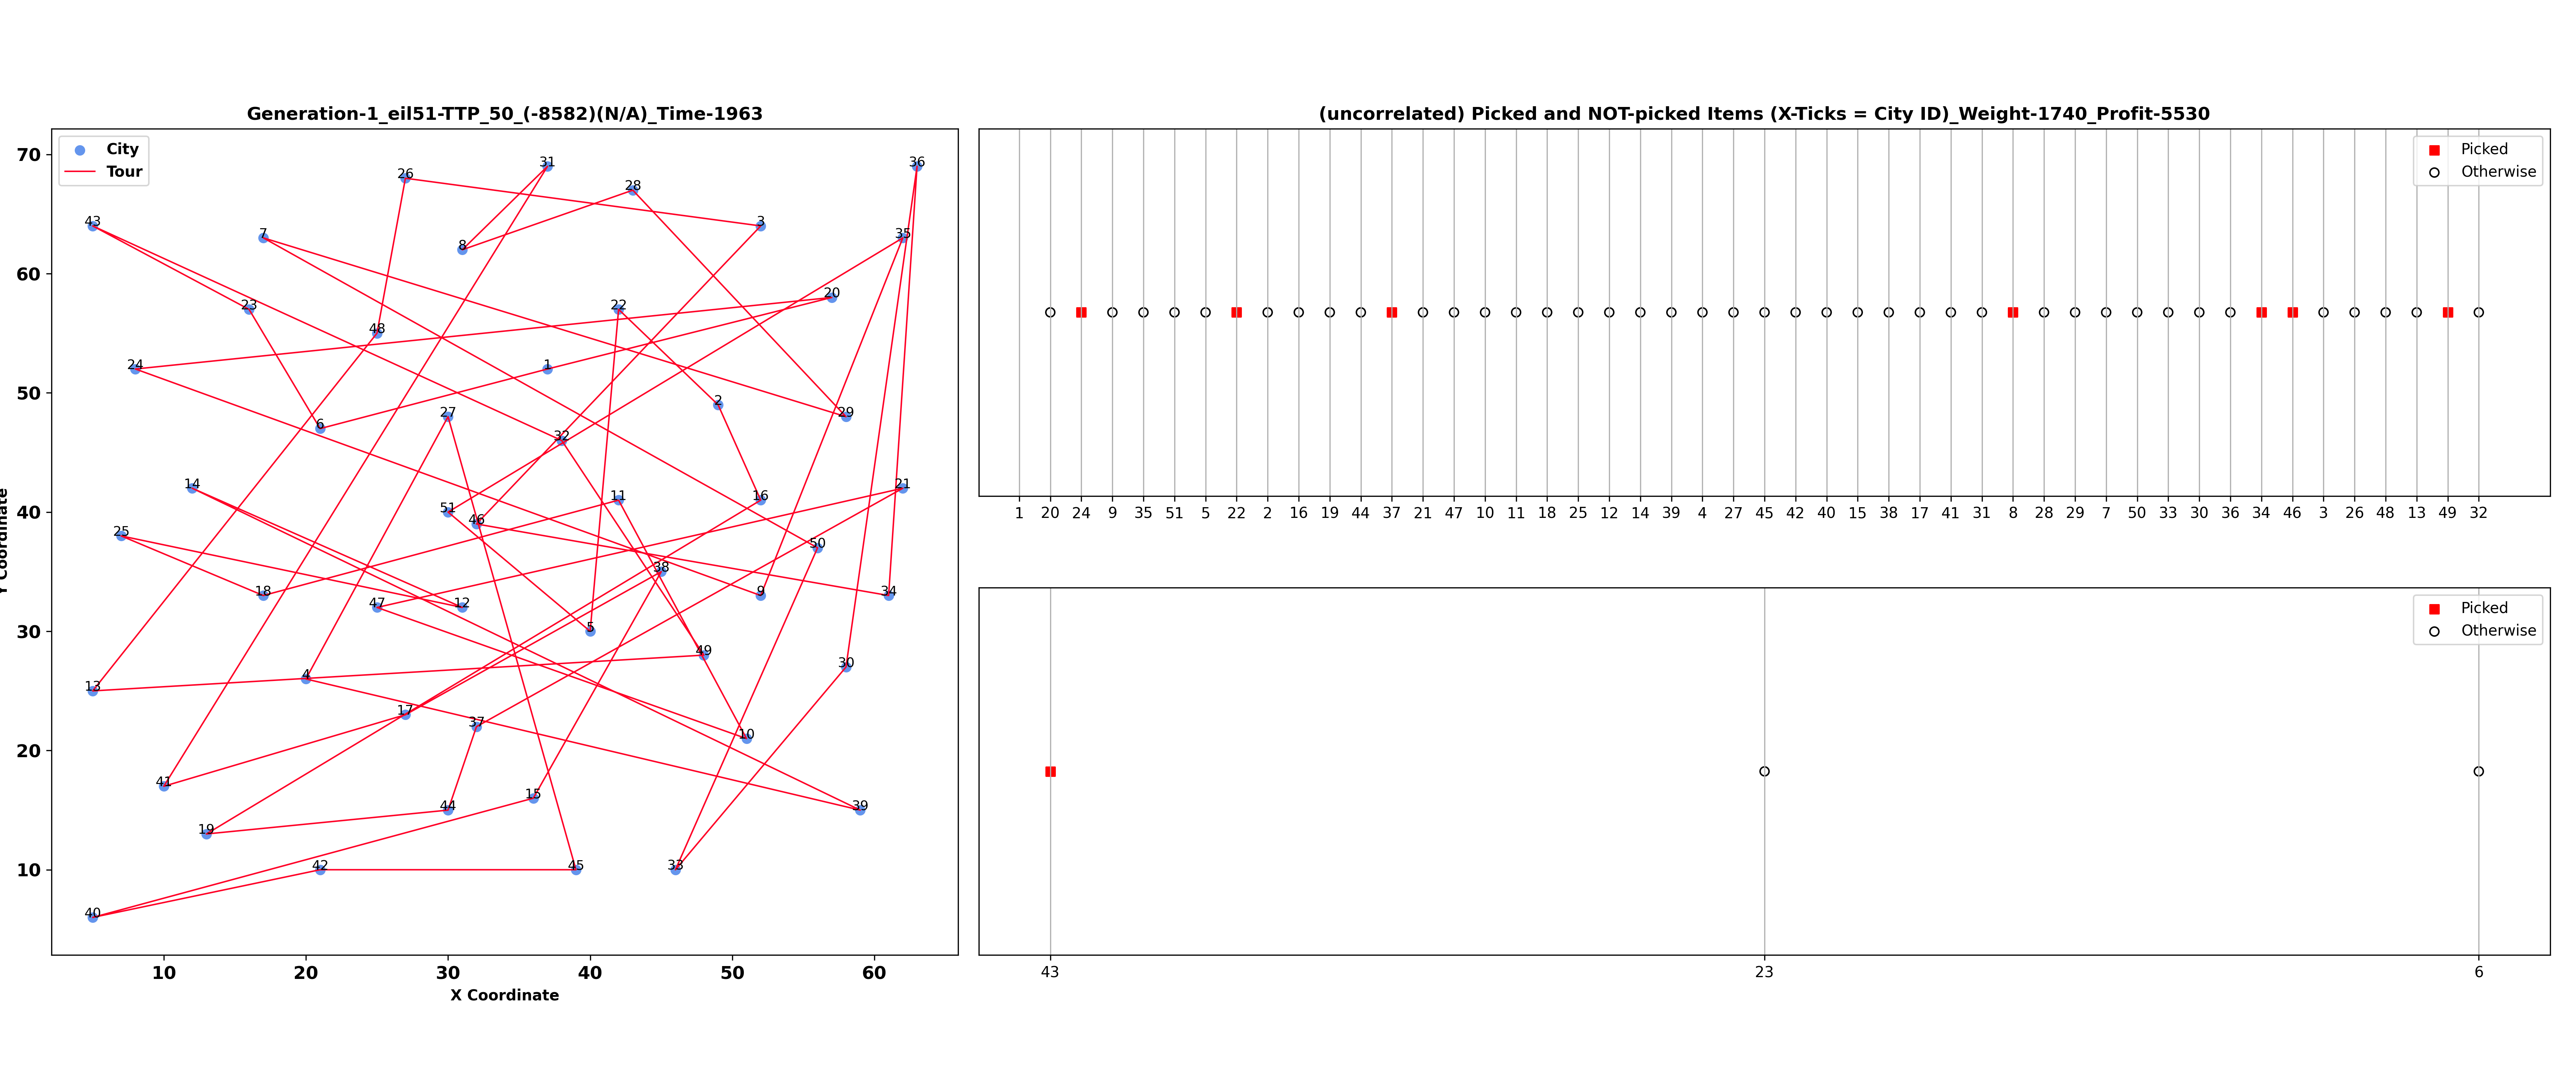 Generation-1_eil51-TTP_50_(-8582)(N/A)_Time-1963
City
Tour
70
60
50
40
30
20
10
10 20 30 40 50 60
X Coordinate
Y Coordinate
26 31 28 36
43 7 8 3 35
23 48 22 20
24 1
6 27 32 2 29
14 51 46 11 16 21
25 18 47 12 38 50 9 34
5 49 30
13 4 17 37 10
41 19 44 15 39
40 42 45 33
(uncorrelated) Picked and NOT-picked Items (X-Ticks = City ID)_Weight-1740_Profit-5530
Picked
Otherwise
1 20 24 9 35 51 5 22 2 16 19 44 37 21 47 10 11 18 25 12 14 39 4 27 45 42 40 15 38 17 41 31 8 28 29 7 50 33 30 36 34 46 3 26 48 13 49 32
Picked
Otherwise
43 23 6